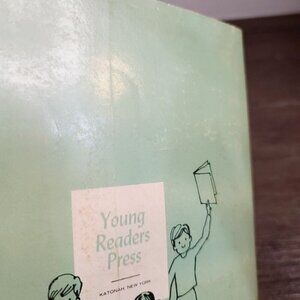 Young
Readers
Press
KATONAH, NEW YORK